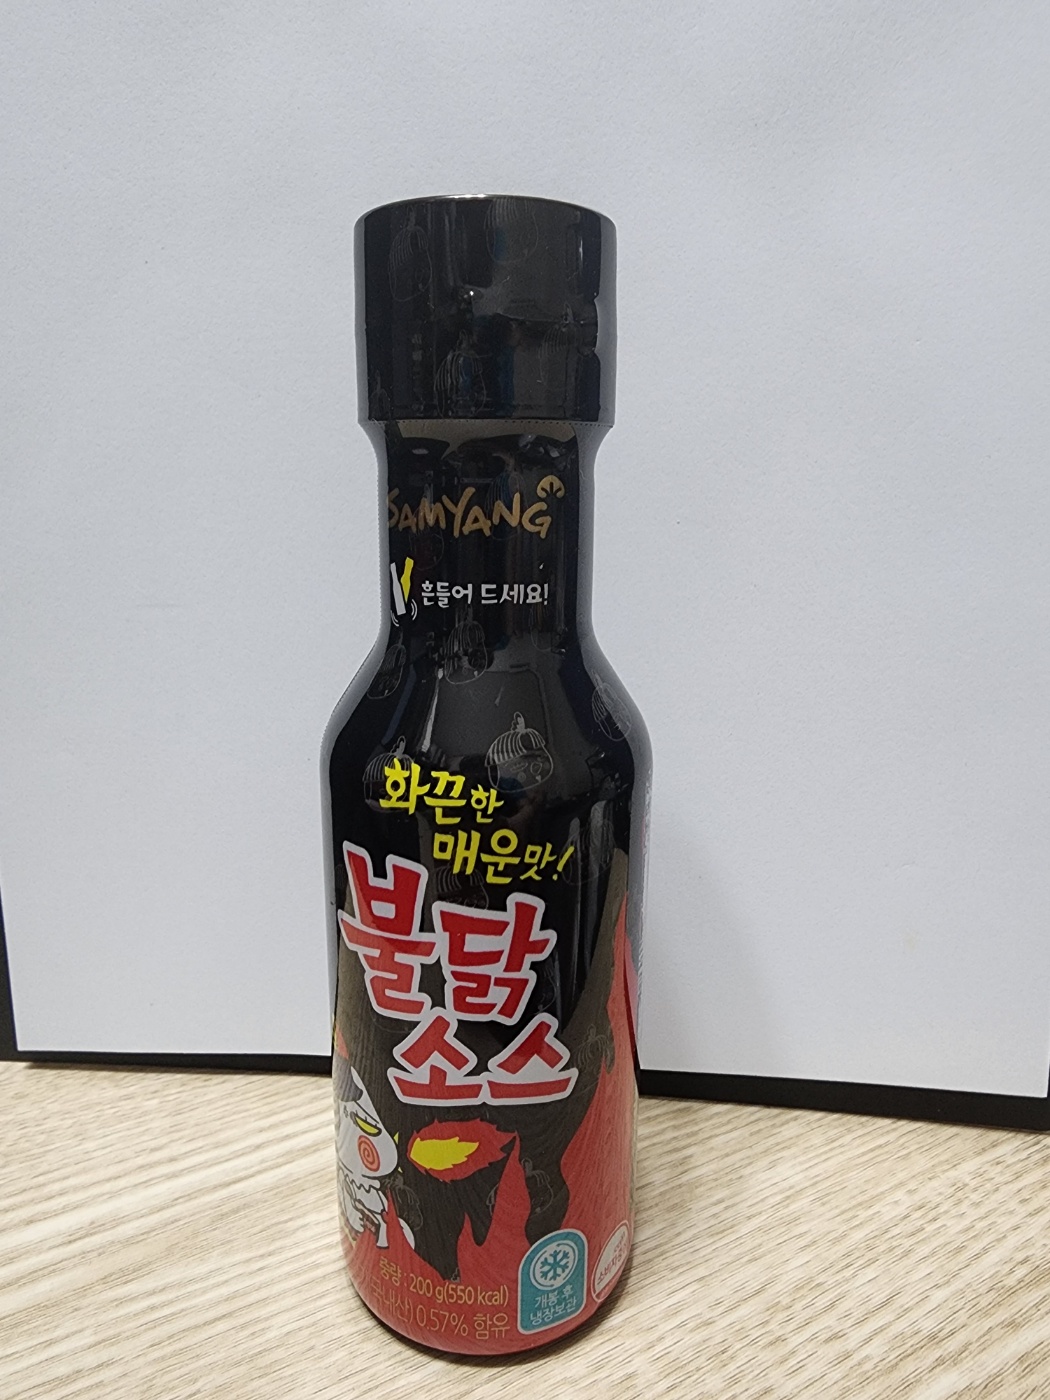 SAMYANG
흔들어 드세요!
화끈한
매운맛!
불닭
소스
중량 : 200 g(550 kcal)
0.57% 함유
개봉 후
냉장보관